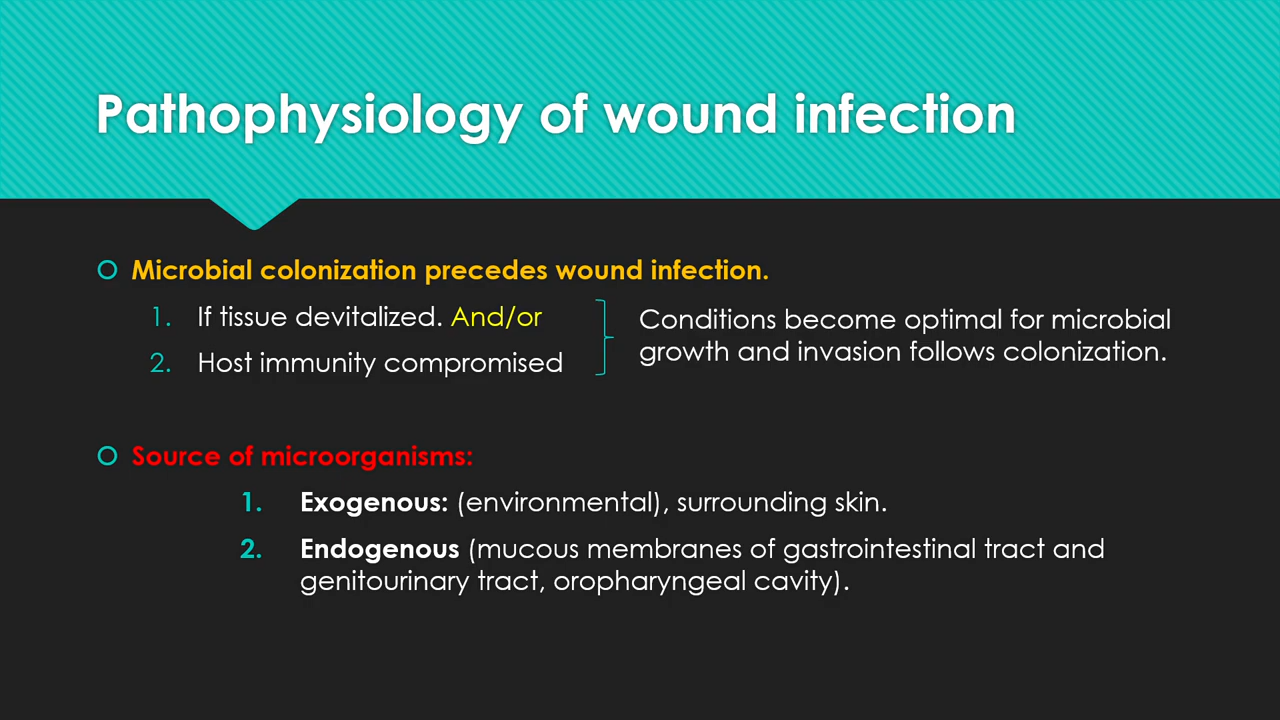 Pathophysiology of wound infection
Microbial colonization precedes wound infection.
1. If tissue devitalized. And/or
2. Host immunity compromised
Conditions become optimal for microbial
growth and invasion follows colonization.
Source of microorganisms:
1. Exogenous: (environmental), surrounding skin.
2. Endogenous (mucous membranes of gastrointestinal tract and
genitourinary tract, oropharyngeal cavity).